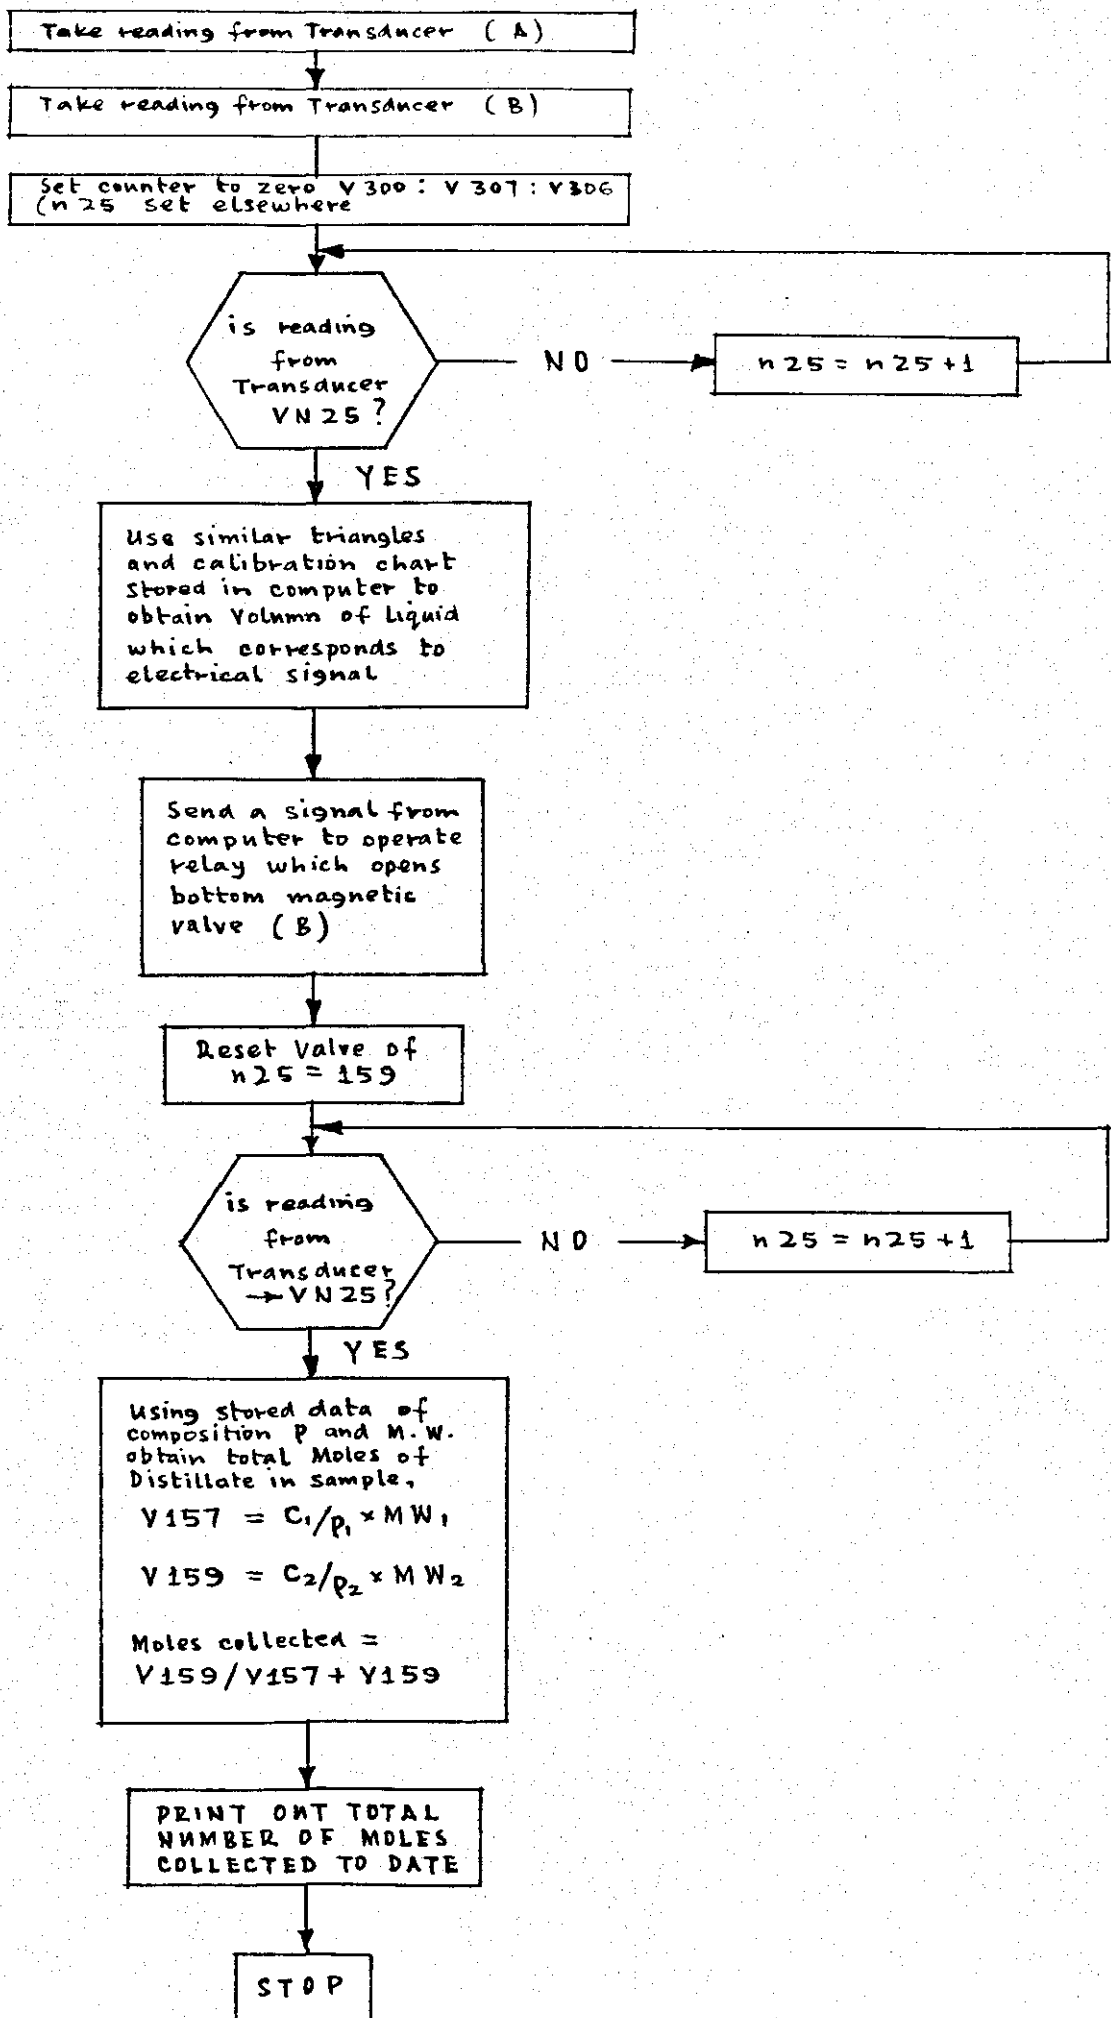 Take reading from Transducer (A)
Take reading from Transducer (B)
Set counter to zero V300: V307: V306
(n25 set elsewhere
is reading
from
Transducer
VN25?
NO
n25 = n25+1
YES
Use similar triangles
and calibration chart
stored in computer to
obtain Volumn of Liquid
which corresponds to
electrical signal
Send a signal from
computer to operate
relay which opens
bottom magnetic
valve (B)
Reset Valve of
n25 = 159
is reading
from
Transducer
→ VN25?
NO
n25 = n25+1
YES
Using stored data of
composition P and M.W.
obtain total Moles of
Distillate in sample,
V157 = C₁/p₁ × MW₁
V159 = C₂/p₂ × MW₂
Moles collected =
V159/V157 + V159
PRINT OUT TOTAL
NUMBER OF MOLES
COLLECTED TO DATE
STOP